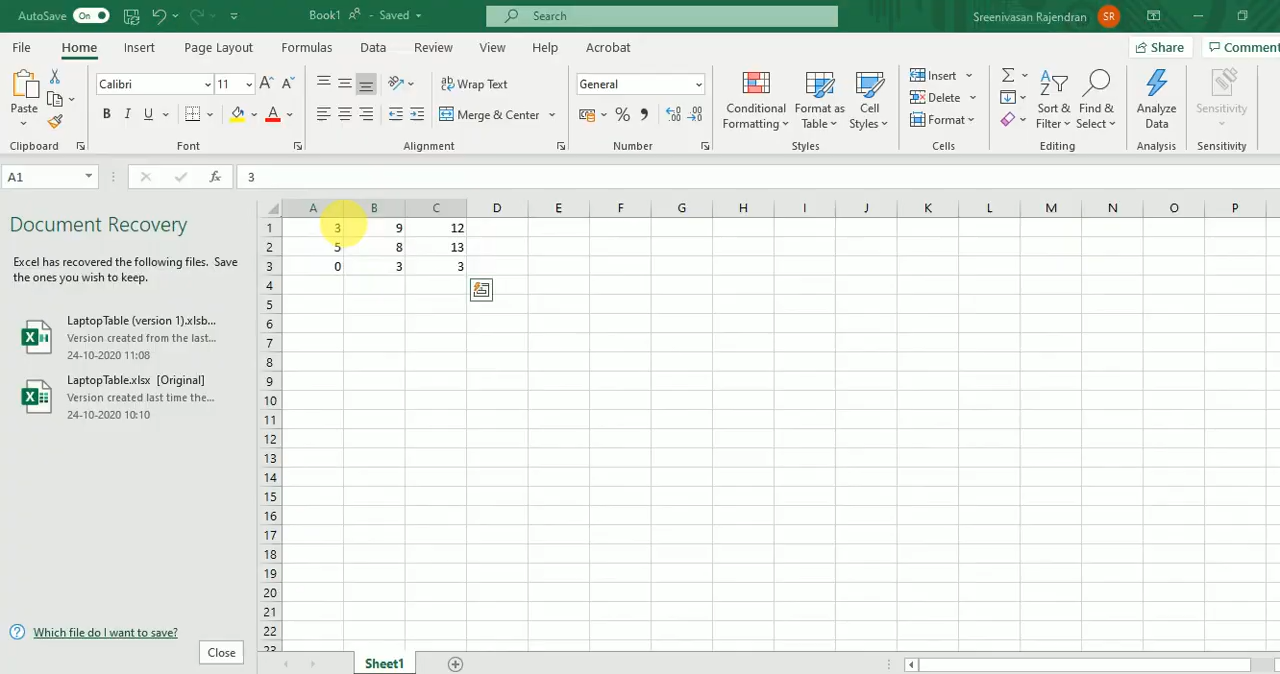 AutoSave On Book1 - Saved Search Sreenivasan Rajendran SR
File Home Insert Page Layout Formulas Data Review View Help Acrobat Share Comment
Paste Calibri 11 A A Wrap Text General Conditional Formatting Format as Table Cell Styles Insert Sort & Filter Find & Select Analyze Data Sensitivity
B I U A Merge & Center % Delete
Format
Clipboard Font Alignment Number Styles Cells Editing Analysis Sensitivity
A1 fx 3
Document Recovery
Excel has recovered the following files. Save
the ones you wish to keep.
LaptopTable (version 1).xlsb...
Version created from the last...
24-10-2020 11:08
LaptopTable.xlsx [Original]
Version created last time the...
24-10-2020 10:10
Which file do I want to save?
Close
A B C D E F G H I J K L M N O P
1 3 9 12
2 5 8 13
3 0 3 3
4
5
6
7
8
9
10
11
12
13
14
15
16
17
18
19
20
21
22
23
Sheet1